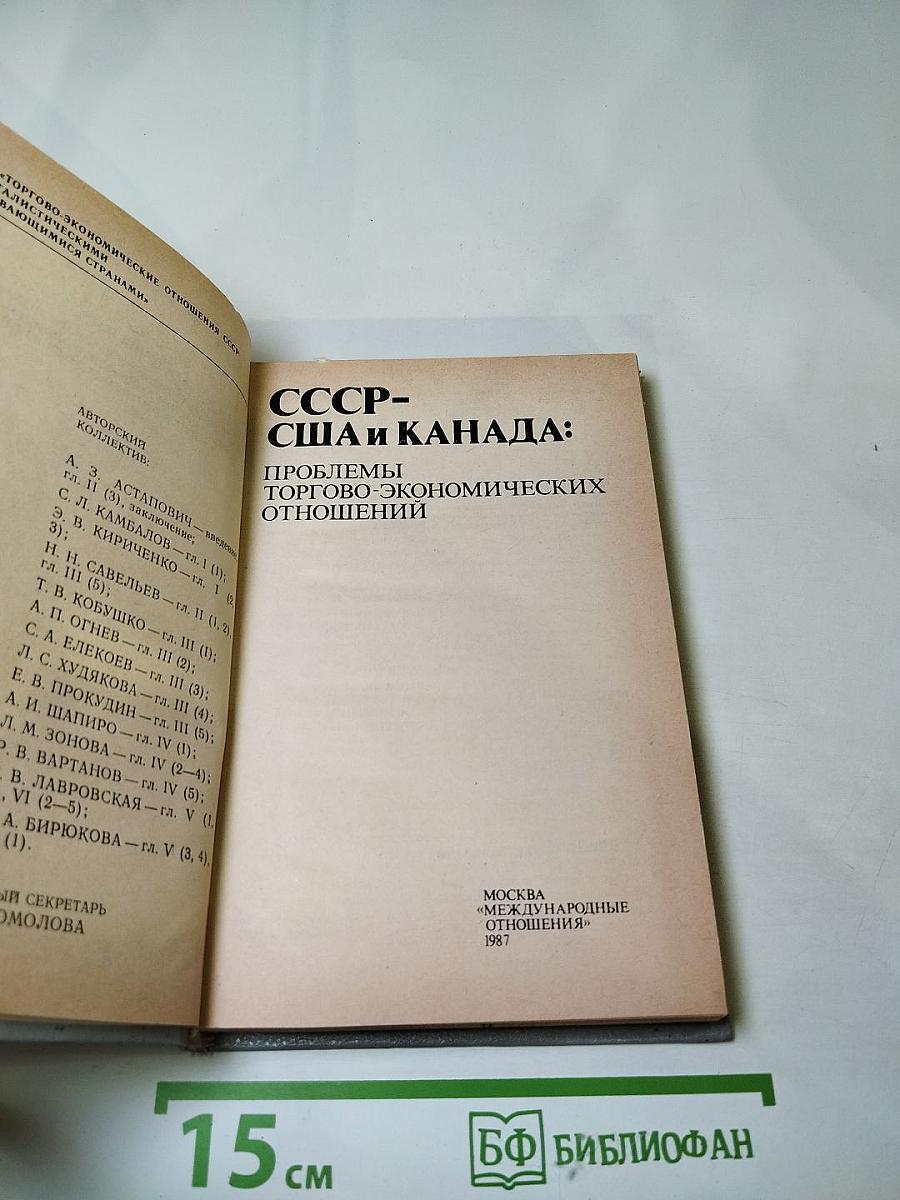 «ТОРГОВО-ЭКОНОМИЧЕСКИЕ ОТНОШЕНИЯ СССР
АЛИСТИЧЕСКИМИ
ВАЮЩИМИСЯ СТРАНАМИ»
АВТОРСКИЙ
КОЛЛЕКТИВ:
А. З. АСТАПОВИЧ — введение,
гл. II (3), заключение;
С. Л. КАМБАЛОВ — гл. I (1);
Э. В. КИРИЧЕНКО — гл. I (2,
3);
Н. Н. САВЕЛЬЕВ — гл. II (1, 2),
гл. III (5);
Т. В. КОБУШКО — гл. III (1);
А. П. ОГНЕВ — гл. III (2);
С. А. ЕЛЕКОЕВ — гл. III (3);
Л. С. ХУДЯКОВА — гл. III (4);
Е. В. ПРОКУДИН — гл. III (5);
А. И. ШАПИРО — гл. IV (1);
Л. М. ЗОНОВА — гл. IV (2—4);
Р. В. ВАРТАНОВ — гл. IV (5);
. В. ЛАВРОВСКАЯ — гл. V (1,
, VI (2—5);
А. БИРЮКОВА — гл. V (3, 4),
(1).
ЫЙ СЕКРЕТАРЬ
ОМОЛОВА
СССР–
США и КАНАДА:
ПРОБЛЕМЫ
ТОРГОВО-ЭКОНОМИЧЕСКИХ
ОТНОШЕНИЙ
МОСКВА
«МЕЖДУНАРОДНЫЕ
ОТНОШЕНИЯ»
1987
15 см
БФ БИБЛИОФАН